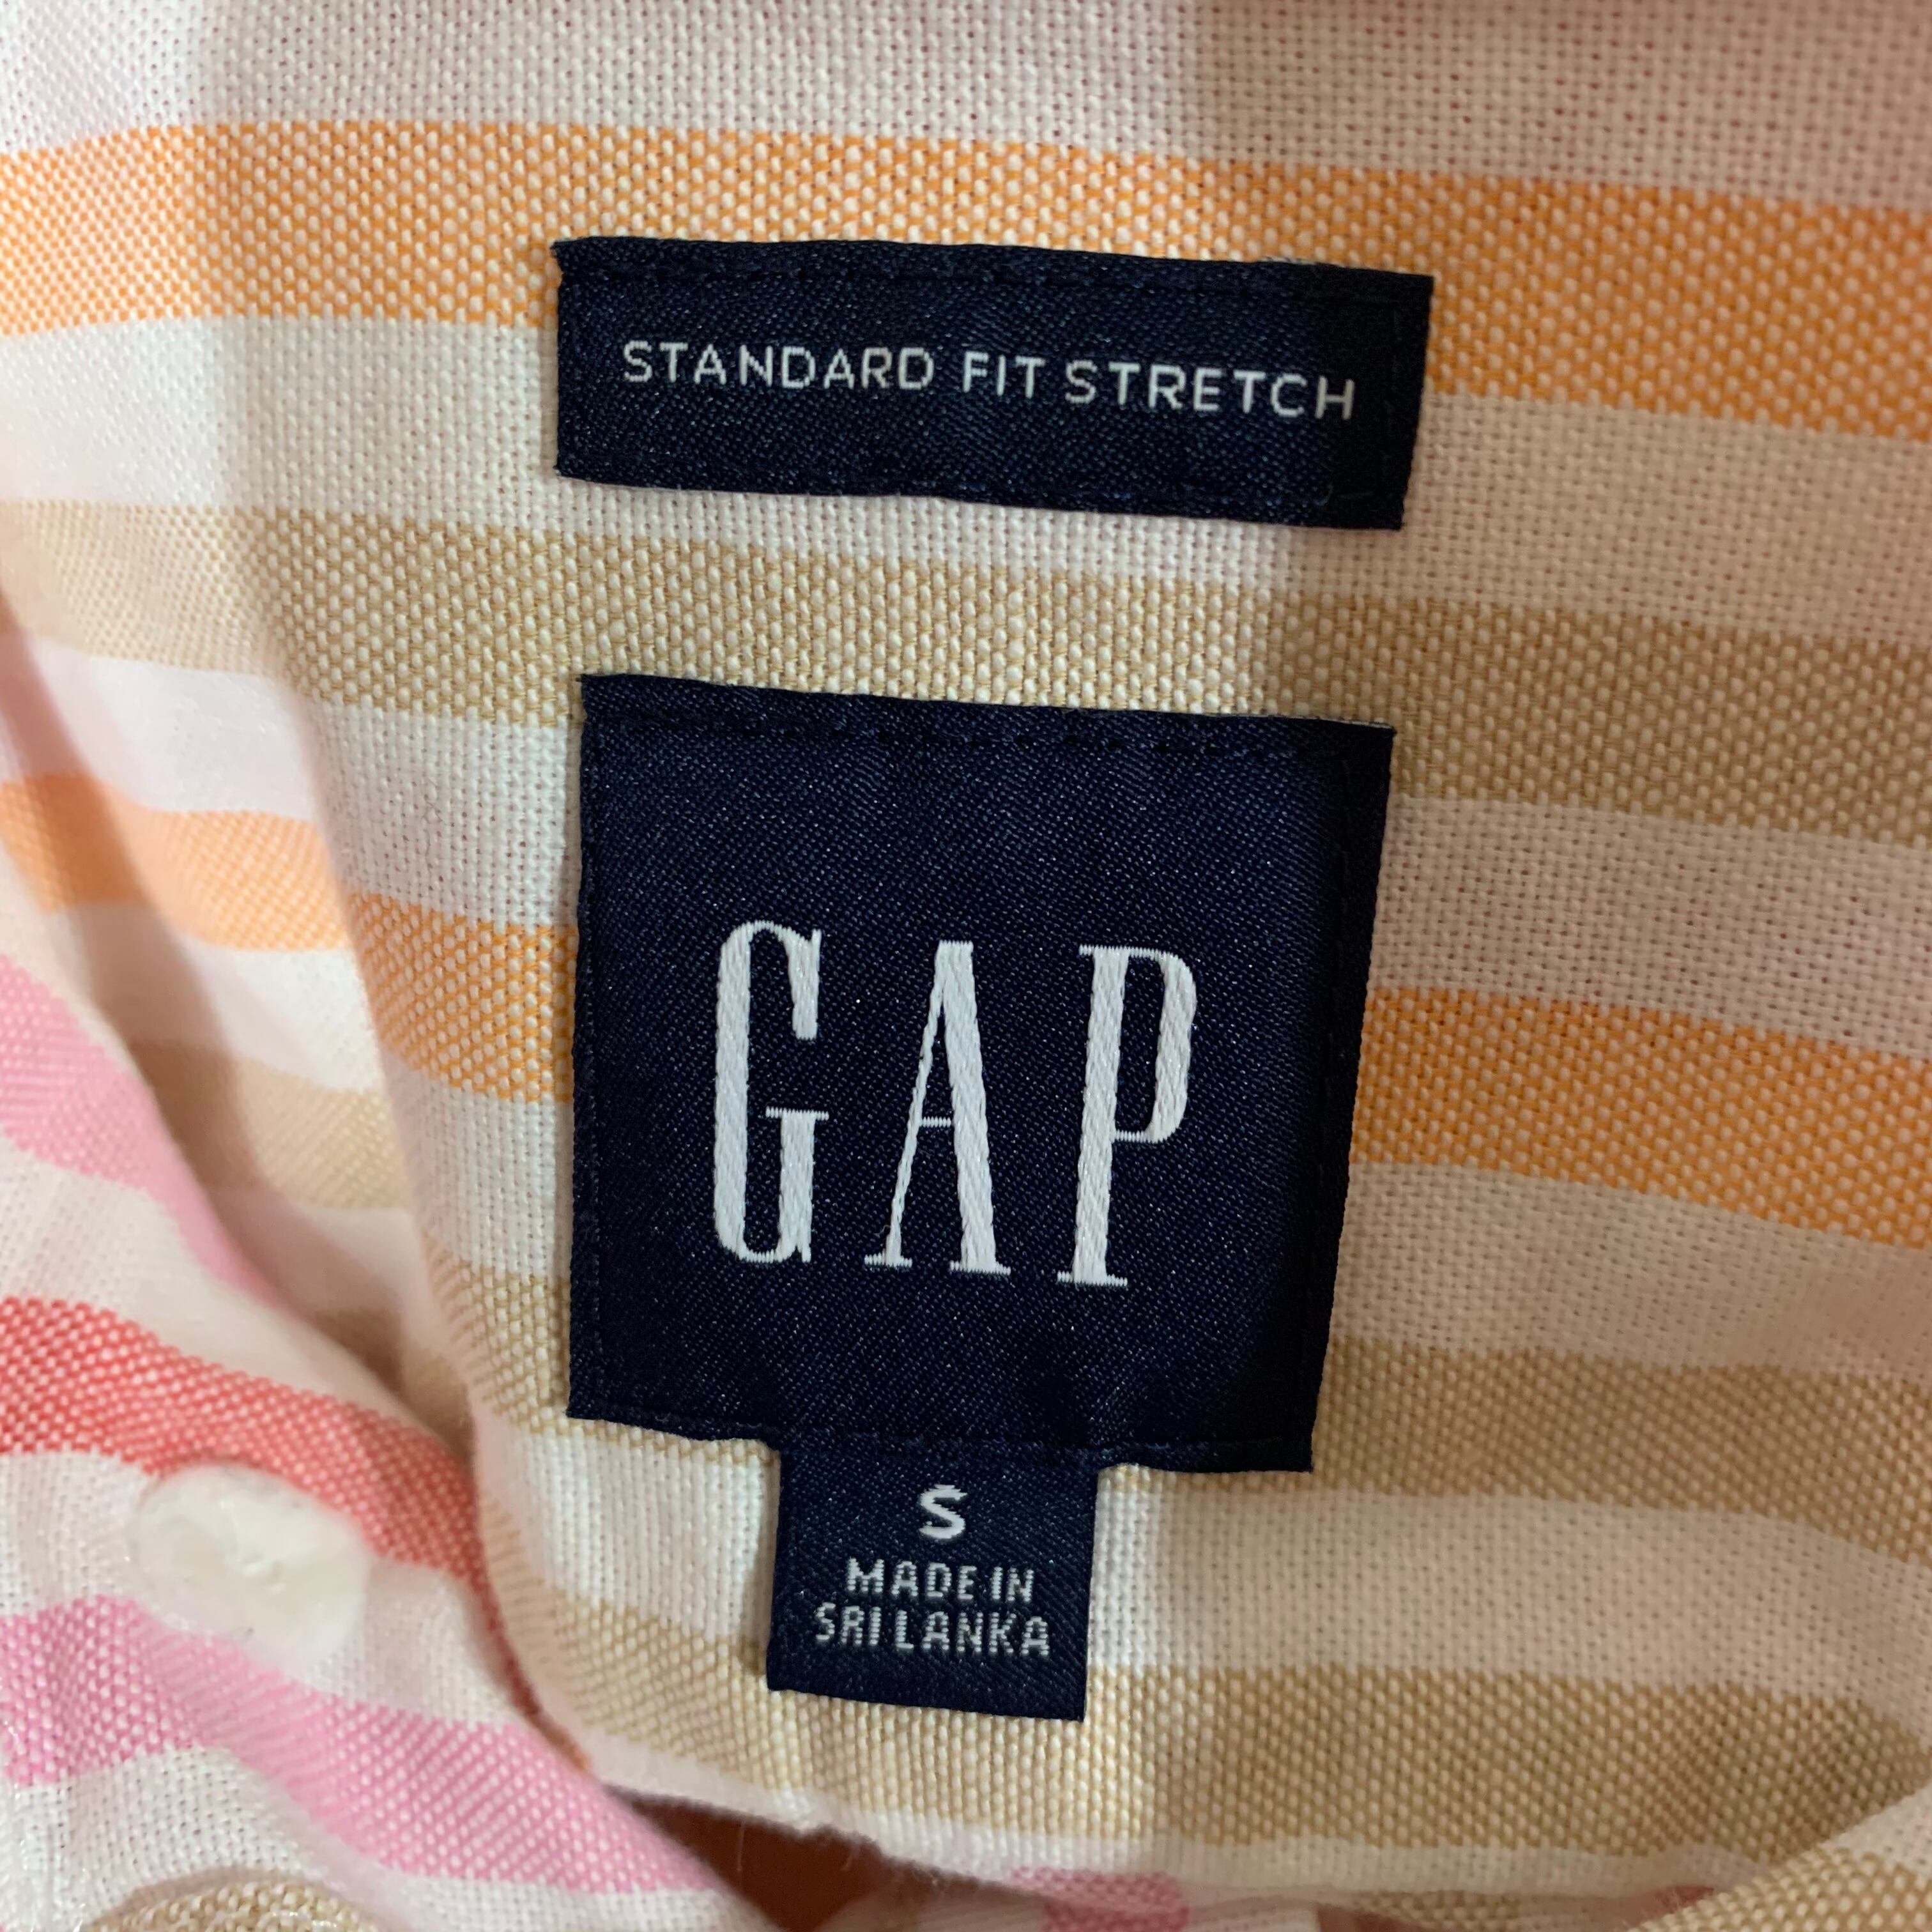 STANDARD FIT STRETCH
GAP
S
MADE IN
SRI LANKA